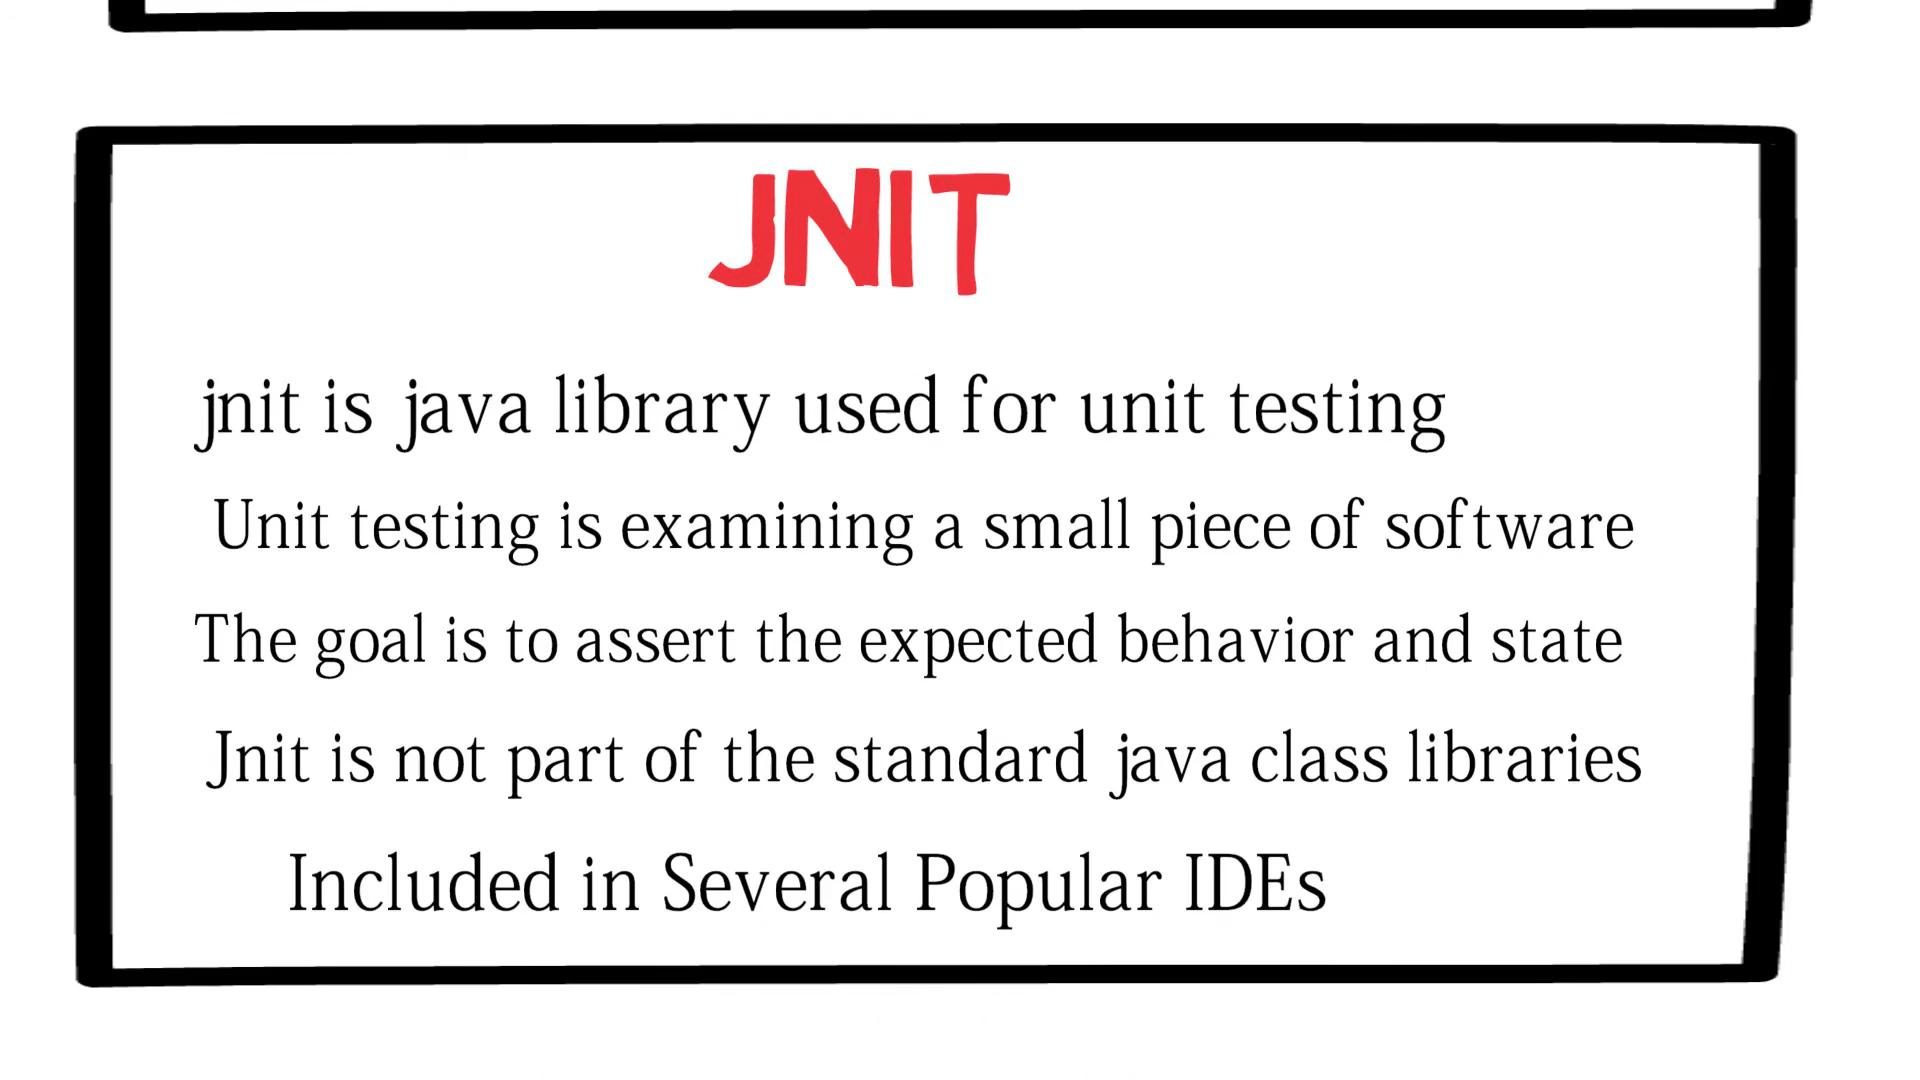 JNIT
jnit is java library used for unit testing
Unit testing is examining a small piece of software
The goal is to assert the expected behavior and state
Jnit is not part of the standard java class libraries
Included in Several Popular IDEs